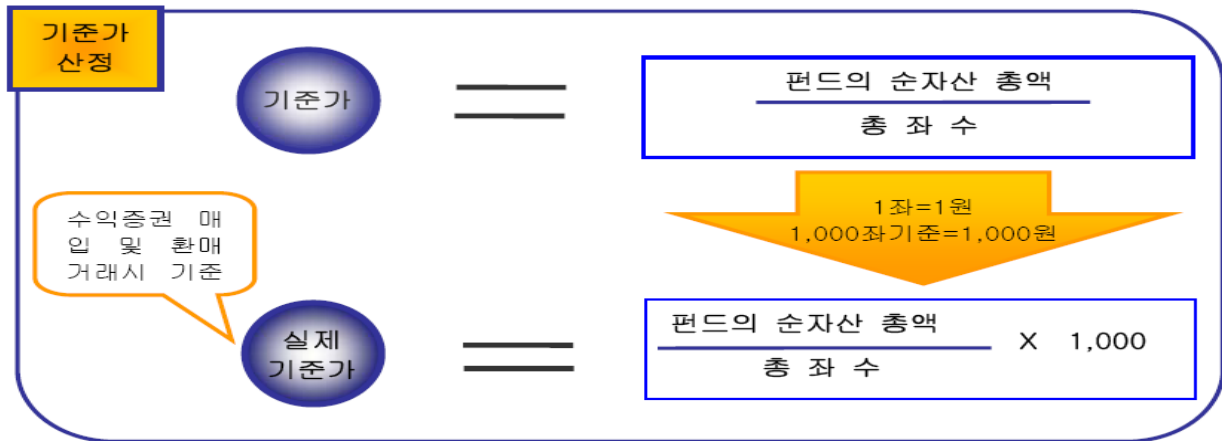 기준가
산정
기준가
펀드의 순자산 총액
총 좌 수
1좌=1원
1,000좌기준=1,000원
수익증권 매
입 및 환매
거래시 기준
실제
기준가
펀드의 순자산 총액
총 좌 수
X 1,000